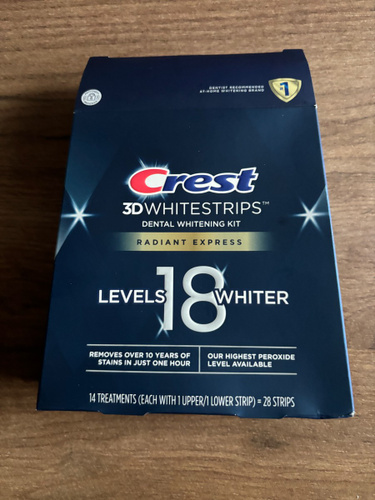 DENTIST RECOMMENDED
AT-HOME WHITENING BRAND
#1
Crest
3DWHITESTRIPS™
DENTAL WHITENING KIT
RADIANT EXPRESS
LEVELS 18 WHITER
REMOVES OVER 10 YEARS OF
STAINS IN JUST ONE HOUR
OUR HIGHEST PEROXIDE
LEVEL AVAILABLE
14 TREATMENTS (EACH WITH 1 UPPER/1 LOWER STRIP) = 28 STRIPS